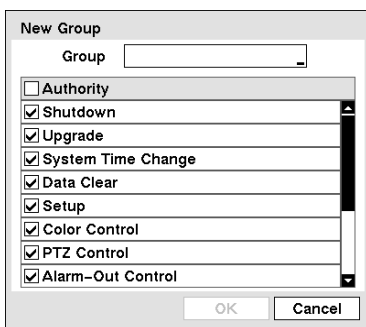 New Group
Group
Authority
Shutdown
Upgrade
System Time Change
Data Clear
Setup
Color Control
PTZ Control
Alarm-Out Control
OK Cancel